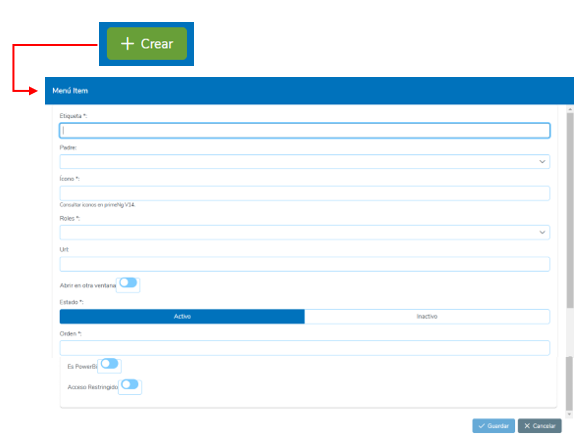 + Crear
Menú Item
Etiqueta *:
Padre:
Ícono *:
Consultar iconos en primeNg V14.
Roles *:
Url:
Abrir en otra ventana
Estado *:
Activo Inactivo
Orden *:
Es PowerBi
Acceso Restringido
Guardar Cancelar